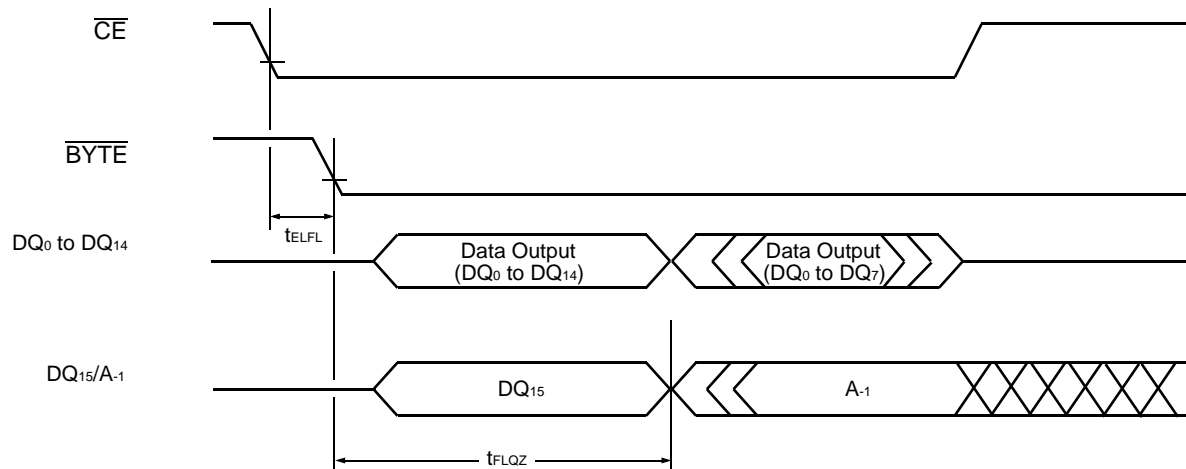 CE
BYTE
tELFL
DQ0 to DQ14
Data Output
(DQ0 to DQ14)
Data Output
(DQ0 to DQ7)
DQ15/A-1
DQ15
A-1
tFLQZ